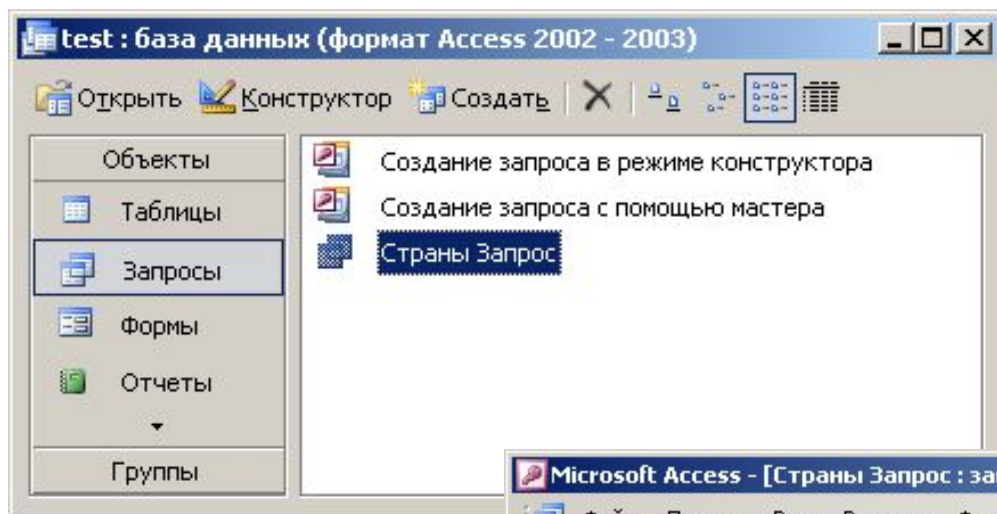 test : база данных (формат Access 2002 - 2003)
Открыть Конструктор Создать
Объекты
Таблицы
Запросы
Формы
Отчеты
Группы
Создание запроса в режиме конструктора
Создание запроса с помощью мастера
Страны Запрос
Microsoft Access - [Страны Запрос : за